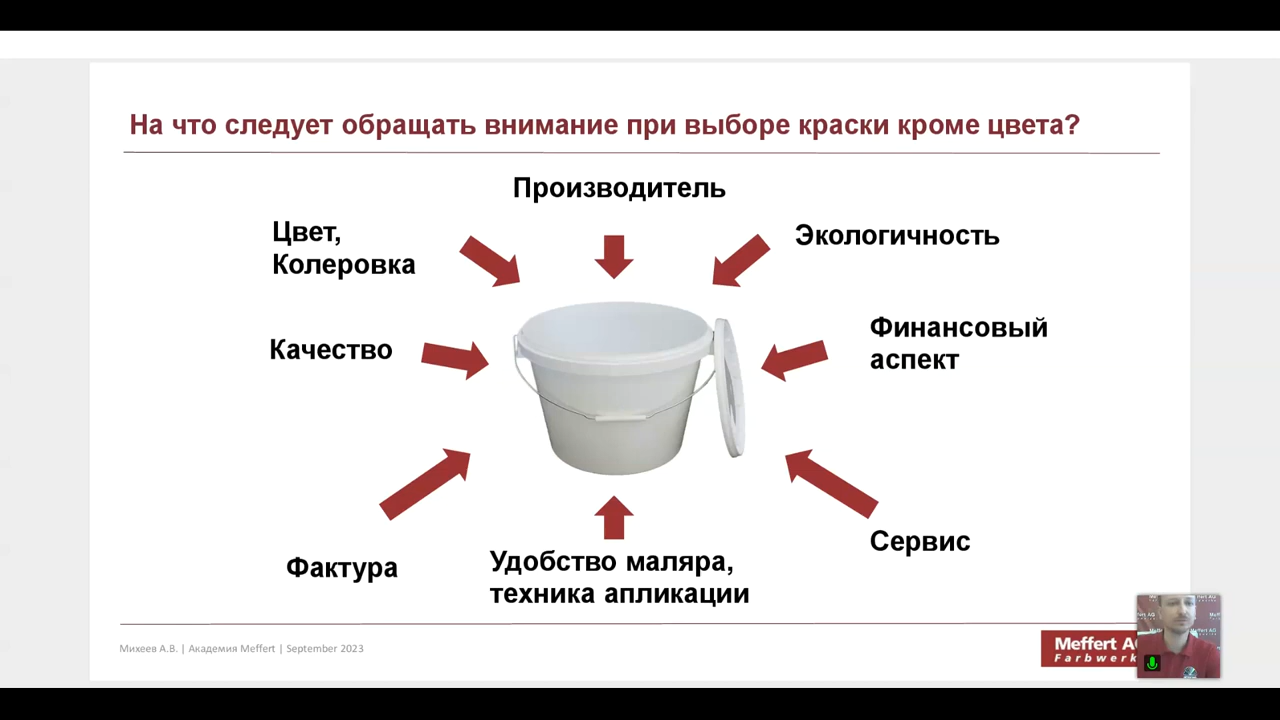 На что следует обращать внимание при выборе краски кроме цвета?
Производитель
Цвет,
Колеровка
Экологичность
Качество
Финансовый
аспект
Фактура
Удобство маляра,
техника апликации
Сервис
Михеев А.В. | Академия Meffert | September 2023
Meffert AG
Farbwerke